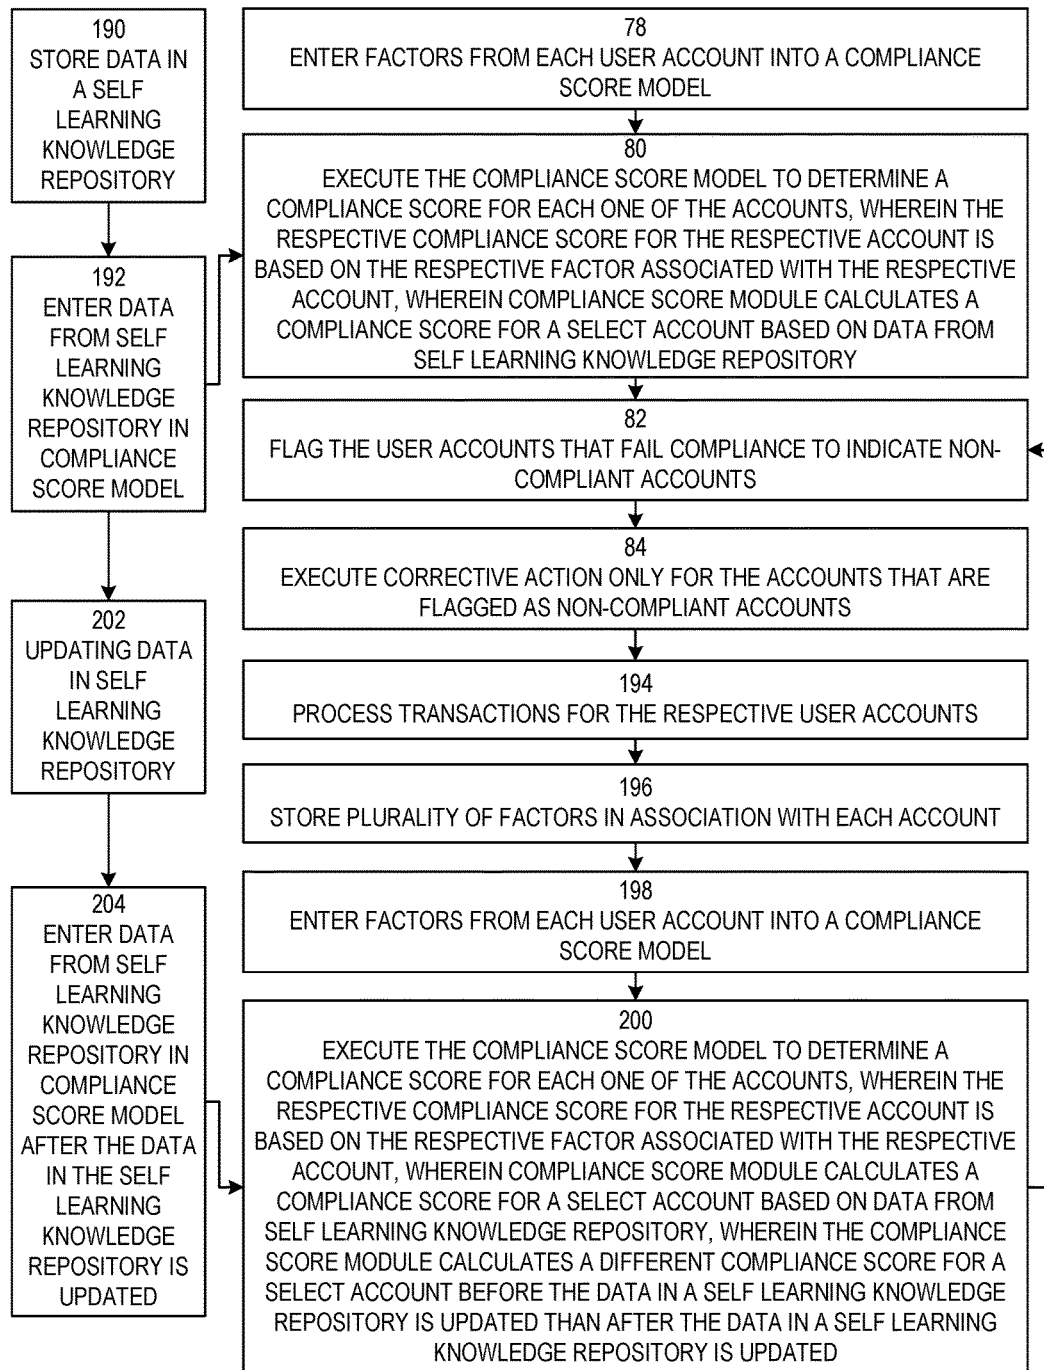 190
STORE DATA IN
A SELF
LEARNING
KNOWLEDGE
REPOSITORY
192
ENTER DATA
FROM SELF
LEARNING
KNOWLEDGE
REPOSITORY IN
COMPLIANCE
SCORE MODEL
202
UPDATING DATA
IN SELF
LEARNING
KNOWLEDGE
REPOSITORY
204
ENTER DATA
FROM SELF
LEARNING
KNOWLEDGE
REPOSITORY IN
COMPLIANCE
SCORE MODEL
AFTER THE DATA
IN THE SELF
LEARNING
KNOWLEDGE
REPOSITORY IS
UPDATED
78
ENTER FACTORS FROM EACH USER ACCOUNT INTO A COMPLIANCE
SCORE MODEL
80
EXECUTE THE COMPLIANCE SCORE MODEL TO DETERMINE A
COMPLIANCE SCORE FOR EACH ONE OF THE ACCOUNTS, WHEREIN THE
RESPECTIVE COMPLIANCE SCORE FOR THE RESPECTIVE ACCOUNT IS
BASED ON THE RESPECTIVE FACTOR ASSOCIATED WITH THE RESPECTIVE
ACCOUNT, WHEREIN COMPLIANCE SCORE MODULE CALCULATES A
COMPLIANCE SCORE FOR A SELECT ACCOUNT BASED ON DATA FROM
SELF LEARNING KNOWLEDGE REPOSITORY
82
FLAG THE USER ACCOUNTS THAT FAIL COMPLIANCE TO INDICATE NON-
COMPLIANT ACCOUNTS
84
EXECUTE CORRECTIVE ACTION ONLY FOR THE ACCOUNTS THAT ARE
FLAGGED AS NON-COMPLIANT ACCOUNTS
194
PROCESS TRANSACTIONS FOR THE RESPECTIVE USER ACCOUNTS
196
STORE PLURALITY OF FACTORS IN ASSOCIATION WITH EACH ACCOUNT
198
ENTER FACTORS FROM EACH USER ACCOUNT INTO A COMPLIANCE
SCORE MODEL
200
EXECUTE THE COMPLIANCE SCORE MODEL TO DETERMINE A
COMPLIANCE SCORE FOR EACH ONE OF THE ACCOUNTS, WHEREIN THE
RESPECTIVE COMPLIANCE SCORE FOR THE RESPECTIVE ACCOUNT IS
BASED ON THE RESPECTIVE FACTOR ASSOCIATED WITH THE RESPECTIVE
ACCOUNT, WHEREIN COMPLIANCE SCORE MODULE CALCULATES A
COMPLIANCE SCORE FOR A SELECT ACCOUNT BASED ON DATA FROM
SELF LEARNING KNOWLEDGE REPOSITORY, WHEREIN THE COMPLIANCE
SCORE MODULE CALCULATES A DIFFERENT COMPLIANCE SCORE FOR A
SELECT ACCOUNT BEFORE THE DATA IN A SELF LEARNING KNOWLEDGE
REPOSITORY IS UPDATED THAN AFTER THE DATA IN A SELF LEARNING
KNOWLEDGE REPOSITORY IS UPDATED